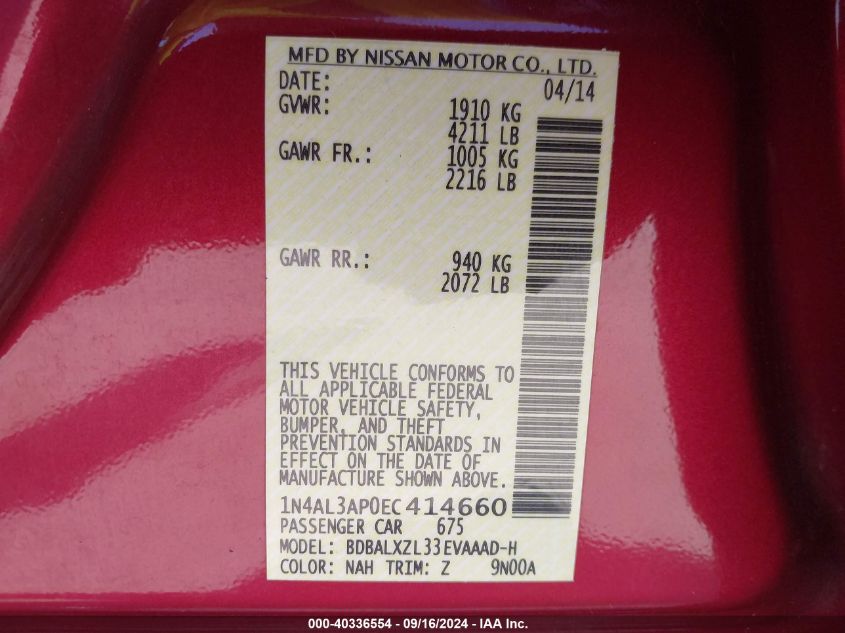 MFD BY NISSAN MOTOR CO., LTD.
DATE: 04/14
GVWR: 1910 KG
4211 LB
GAWR FR.: 1005 KG
2216 LB
GAWR RR.: 940 KG
2072 LB
THIS VEHICLE CONFORMS TO
ALL APPLICABLE FEDERAL
MOTOR VEHICLE SAFETY,
BUMPER, AND THEFT
PREVENTION STANDARDS IN
EFFECT ON THE DATE OF
MANUFACTURE SHOWN ABOVE.
1N4AL3AP0EC414660
PASSENGER CAR 675
MODEL: BDBALXZL33EVAAAD-H
COLOR: NAH TRIM: Z 9N00A
000-40336554 - 09/16/2024 - IAA Inc.